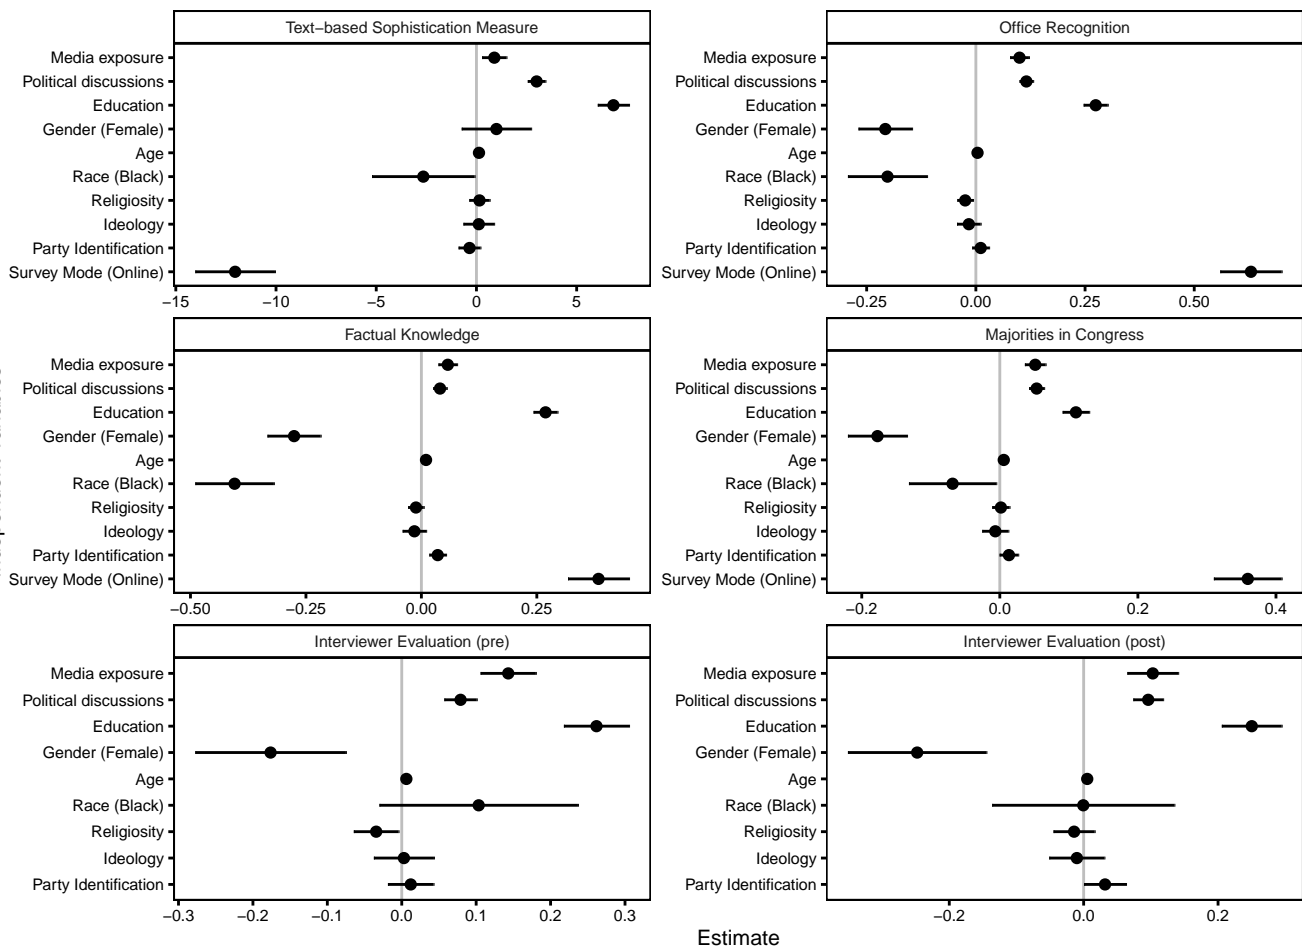 Text−based Sophistication Measure
Media exposure
Political discussions
Education
Gender (Female)
Age
Race (Black)
Religiosity
Ideology
Party Identification
Survey Mode (Online)
−15 −10 −5 0 5
Office Recognition
Media exposure
Political discussions
Education
Gender (Female)
Age
Race (Black)
Religiosity
Ideology
Party Identification
Survey Mode (Online)
−0.25 0.00 0.25 0.50
Factual Knowledge
Media exposure
Political discussions
Education
Gender (Female)
Age
Race (Black)
Religiosity
Ideology
Party Identification
Survey Mode (Online)
−0.50 −0.25 0.00 0.25
Majorities in Congress
Media exposure
Political discussions
Education
Gender (Female)
Age
Race (Black)
Religiosity
Ideology
Party Identification
Survey Mode (Online)
−0.2 0.0 0.2 0.4
Interviewer Evaluation (pre)
Media exposure
Political discussions
Education
Gender (Female)
Age
Race (Black)
Religiosity
Ideology
Party Identification
−0.3 −0.2 −0.1 0.0 0.1 0.2 0.3
Interviewer Evaluation (post)
Media exposure
Political discussions
Education
Gender (Female)
Age
Race (Black)
Religiosity
Ideology
Party Identification
−0.2 0.0 0.2
Estimate